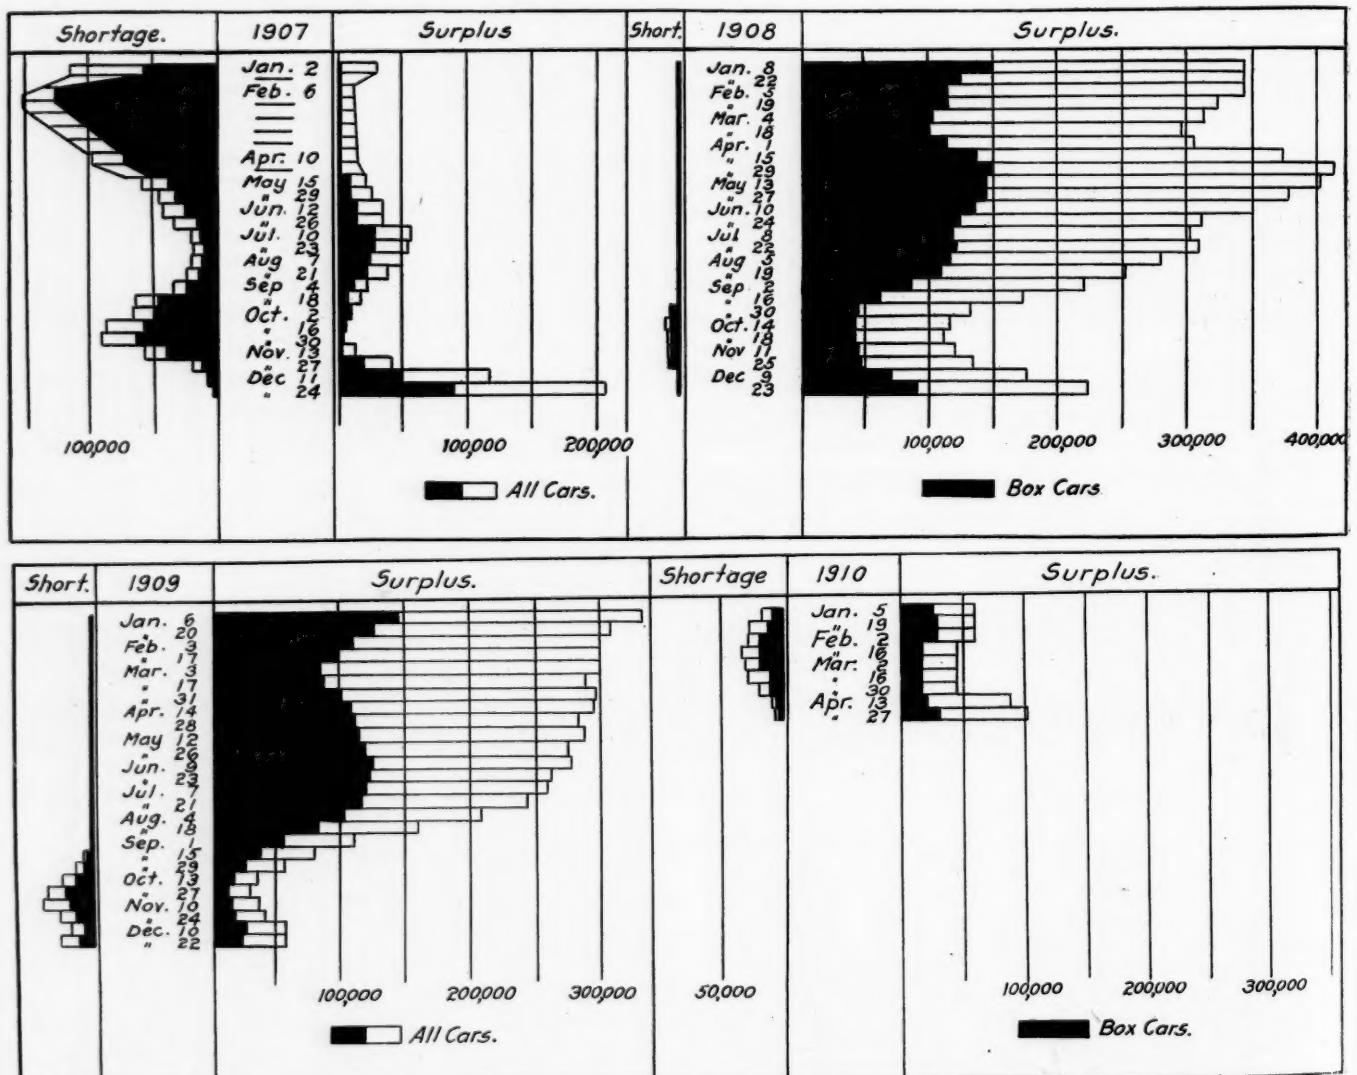 Shortage. 1907 Surplus Short. 1908 Surplus.
Jan. 2
Feb. 6
Apr. 10
May 15
" 29
Jun. 12
" 26
Jul. 10
" 23
Aug 7
" 21
Sep 4
" 18
Oct. 2
" 16
" 30
Nov. 13
" 27
Dec 11
" 24
Jan. 8
" 22
Feb. 5
" 19
Mar. 4
" 18
Apr. 1
" 15
" 29
May 13
" 27
Jun. 10
" 24
Jul 8
" 22
Aug 5
" 19
Sep. 2
" 16
" 30
Oct. 14
" 18
Nov 11
" 25
Dec 9
23
100,000 100,000 200,000 100,000 200,000 300,000 400,000
All Cars. Box Cars
Short. 1909 Surplus. Shortage 1910 Surplus.
Jan. 6
" 20
Feb. 3
" 17
Mar. 3
" 17
" 31
Apr. 14
" 28
May 12
" 26
Jun. 9
" 23
Jul. 7
" 21
Aug. 4
" 18
Sep. 1
" 15
" 29
Oct. 13
" 27
Nov. 10
" 24
Dec. 10
" 22
Jan. 5
" 19
Feb. 2
" 16
Mar. 2
" 16
" 30
Apr. 13
" 27
100,000 200,000 300,000 50,000 100,000 200,000 300,000
All Cars. Box Cars.